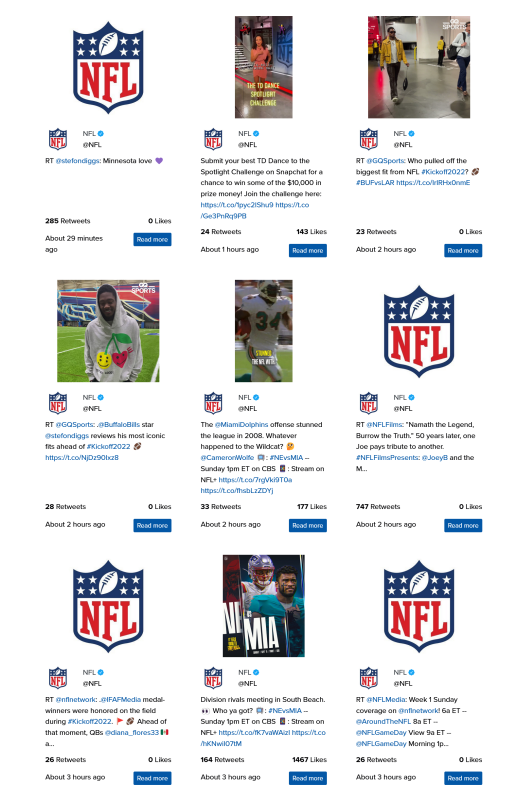 NFL
NFL
@NFL
RT @stefondiggs: Minnesota love 💜
285 Retweets 0 Likes
About 29 minutes
ago
Read more
THE TD DANCE
SPOTLIGHT
CHALLENGE
NFL
@NFL
Submit your best TD Dance to the
Spotlight Challenge on Snapchat for a
chance to win some of the $10,000 in
prize money! Join the challenge here:
https://t.co/1pyc2lShu9 https://t.co
/Ge3PnRq9PB
24 Retweets 143 Likes
About 1 hours ago
Read more
GQ
SPORTS
NFL
@NFL
RT @GQSports: Who pulled off the
biggest fit from NFL #Kickoff2022? 🏈
#BUFvsLAR https://t.co/IrIRHx0nmE
23 Retweets 0 Likes
About 2 hours ago
Read more
GQ
SPORTS
NFL
@NFL
RT @GQSports: .@BuffaloBills star
@stefondiggs reviews his most iconic
fits ahead of #Kickoff2022 🏈
https://t.co/NjDz90Ixz8
28 Retweets 0 Likes
About 2 hours ago
Read more
34
STUNNED
THE NFL WITH
NFL
@NFL
The @MiamiDolphins offense stunned
the league in 2008. Whatever
happened to the Wildcat? 🤔
@CameronWolfe 📺: #NEvsMIA --
Sunday 1pm ET on CBS 📱: Stream on
NFL+ https://t.co/7rgVki9T0a
https://t.co/fhsbLzZDYj
33 Retweets 177 Likes
About 2 hours ago
Read more
NFL
NFL
@NFL
RT @NFLFilms: "Namath the Legend,
Burrow the Truth." 50 years later, one
Joe pays tribute to another.
#NFLFilmsPresents: @JoeyB and the
M...
747 Retweets 0 Likes
About 2 hours ago
Read more
NFL
NFL
@NFL
RT @nflnetwork: .@IFAFMedia medal-
winners were honored on the field
during #Kickoff2022. 🚩 🏈 Ahead of
that moment, QBs @diana_flores33 🇲🇽
a...
26 Retweets 0 Likes
About 3 hours ago
Read more
NE
MIA
NFL
@NFL
Division rivals meeting in South Beach.
👀 Who ya got? 📺: #NEvsMIA --
Sunday 1pm ET on CBS 📱: Stream on
NFL+ https://t.co/fK7vaWAizI https://t.co
/hKNwiI07tM
164 Retweets 1467 Likes
About 3 hours ago
Read more
NFL
NFL
@NFL
RT @NFLMedia: Week 1 Sunday
coverage on @nflnetwork! 6a ET --
@AroundTheNFL 8a ET --
@NFLGameDay View 9a ET --
@NFLGameDay Morning 1p...
26 Retweets 0 Likes
About 3 hours ago
Read more